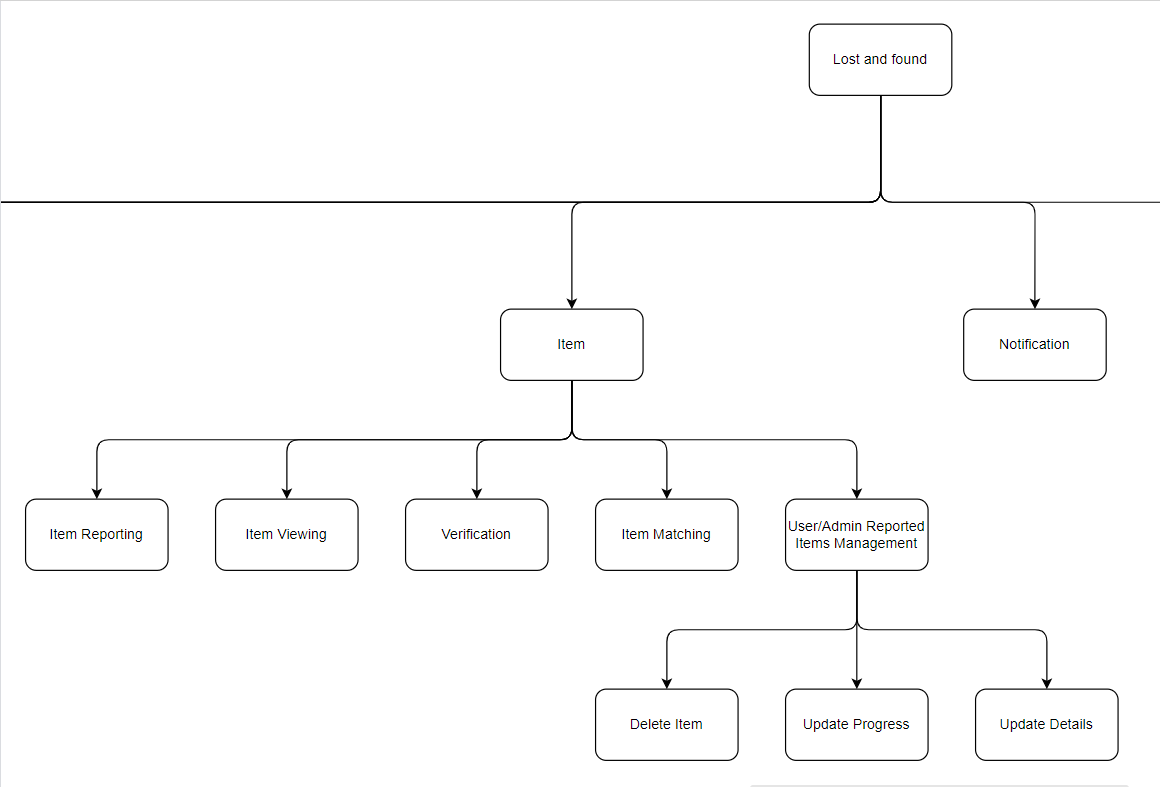 Lost and found
Item
Notification
Item Reporting
Item Viewing
Verification
Item Matching
User/Admin Reported
Items Management
Delete Item
Update Progress
Update Details